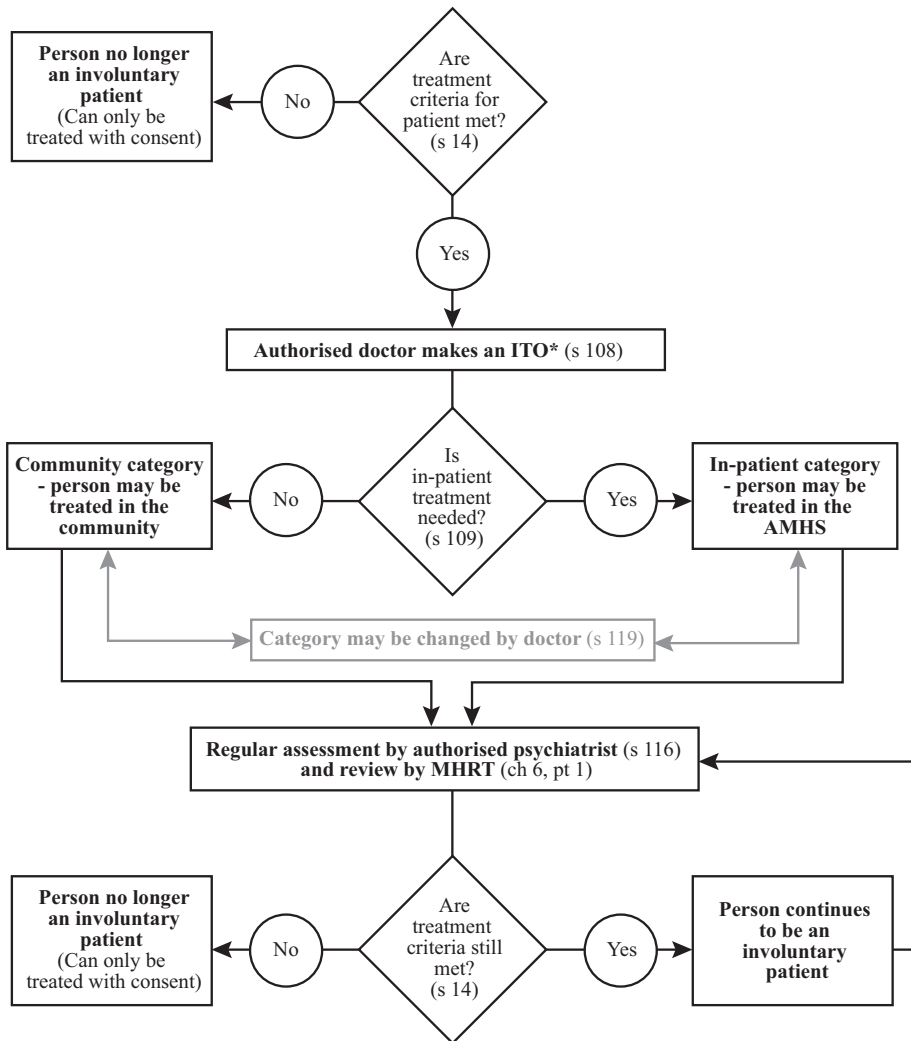 Person no longer
an involuntary
patient
(Can only be
treated with consent)
No
Are
treatment
criteria for
patient met?
(s 14)
Yes
Authorised doctor makes an ITO* (s 108)
Community category
- person may be
treated in the
community
No
Is
in-patient
treatment
needed?
(s 109)
Yes
In-patient category
- person may be
treated in the
AMHS
Category may be changed by doctor (s 119)
Regular assessment by authorised psychiatrist (s 116)
and review by MHRT (ch 6, pt 1)
Person no longer
an involuntary
patient
(Can only be
treated with consent)
No
Are
treatment
criteria still
met?
(s 14)
Yes
Person continues
to be an
involuntary
patient